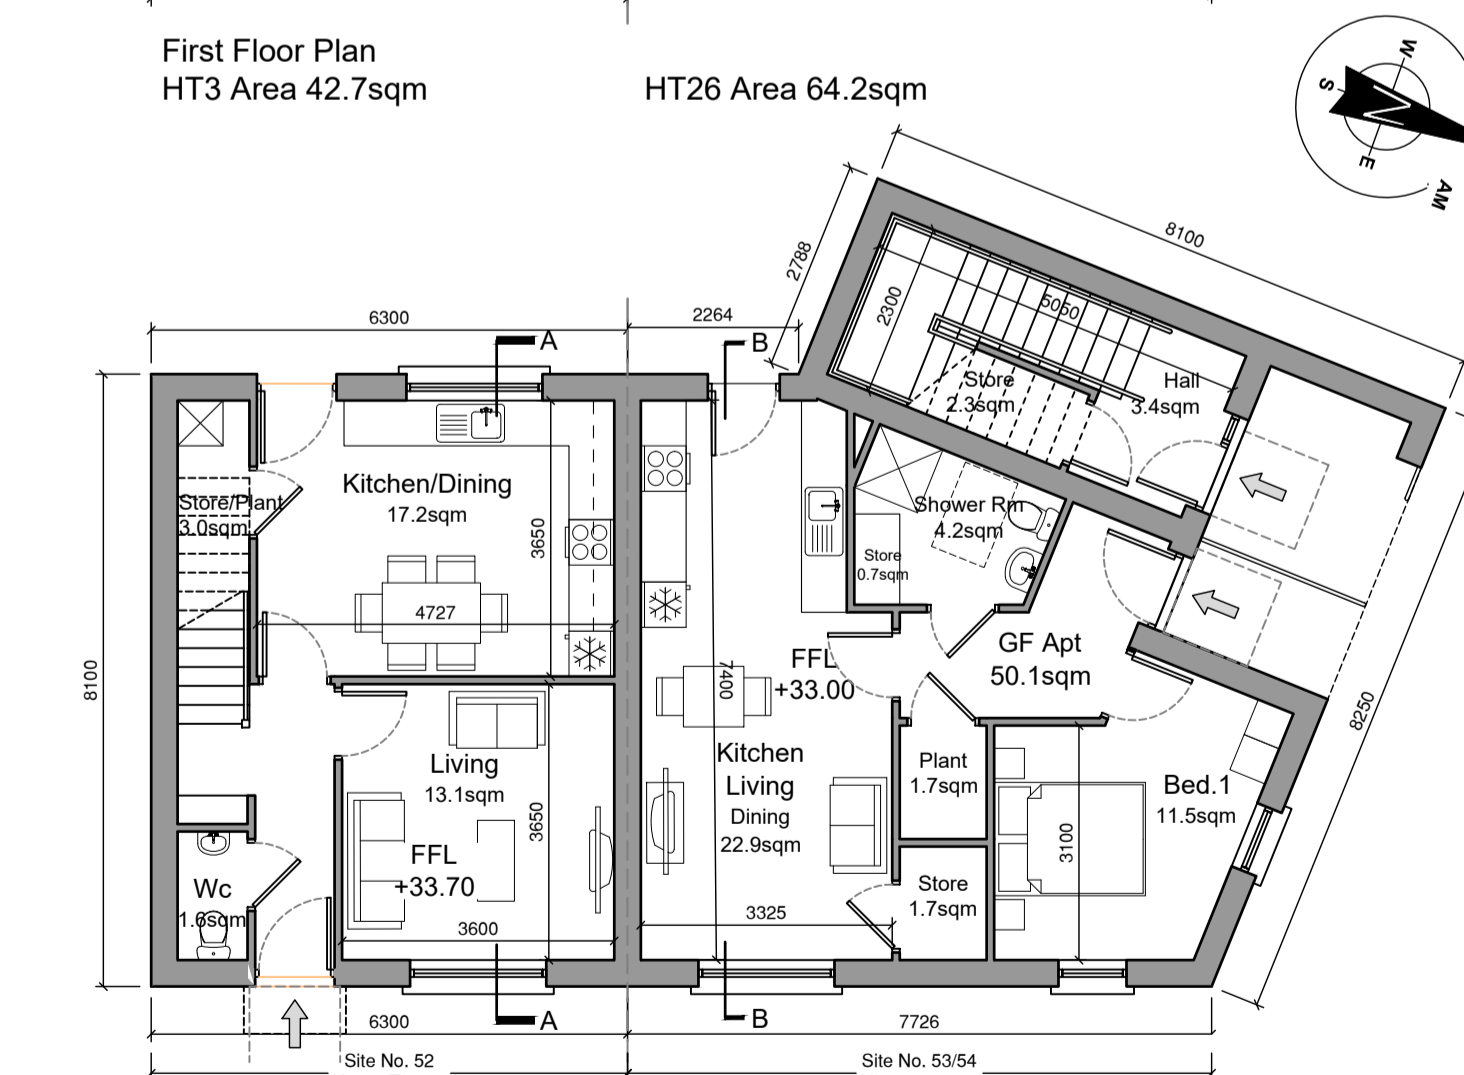 First Floor Plan
HT3 Area 42.7sqm
HT26 Area 64.2sqm
W
S
N
E
AM
8100
2788
6300
2264
A
B
2300
5050
Store
2.3sqm
Hall
3.4sqm
Kitchen/Dining
17.2sqm
Store/Plant
3.0sqm
3650
4727
Shower Rm
4.2sqm
Store
0.7sqm
8100
FFL
+33.00
GF Apt
50.1sqm
7400
8250
Living
13.1sqm
Kitchen
Living
Dining
22.9sqm
Plant
1.7sqm
Bed.1
11.5sqm
3650
3100
FFL
+33.70
Wc
1.6sqm
Store
1.7sqm
3600
3325
6300
A
B
7726
Site No. 52
Site No. 53/54